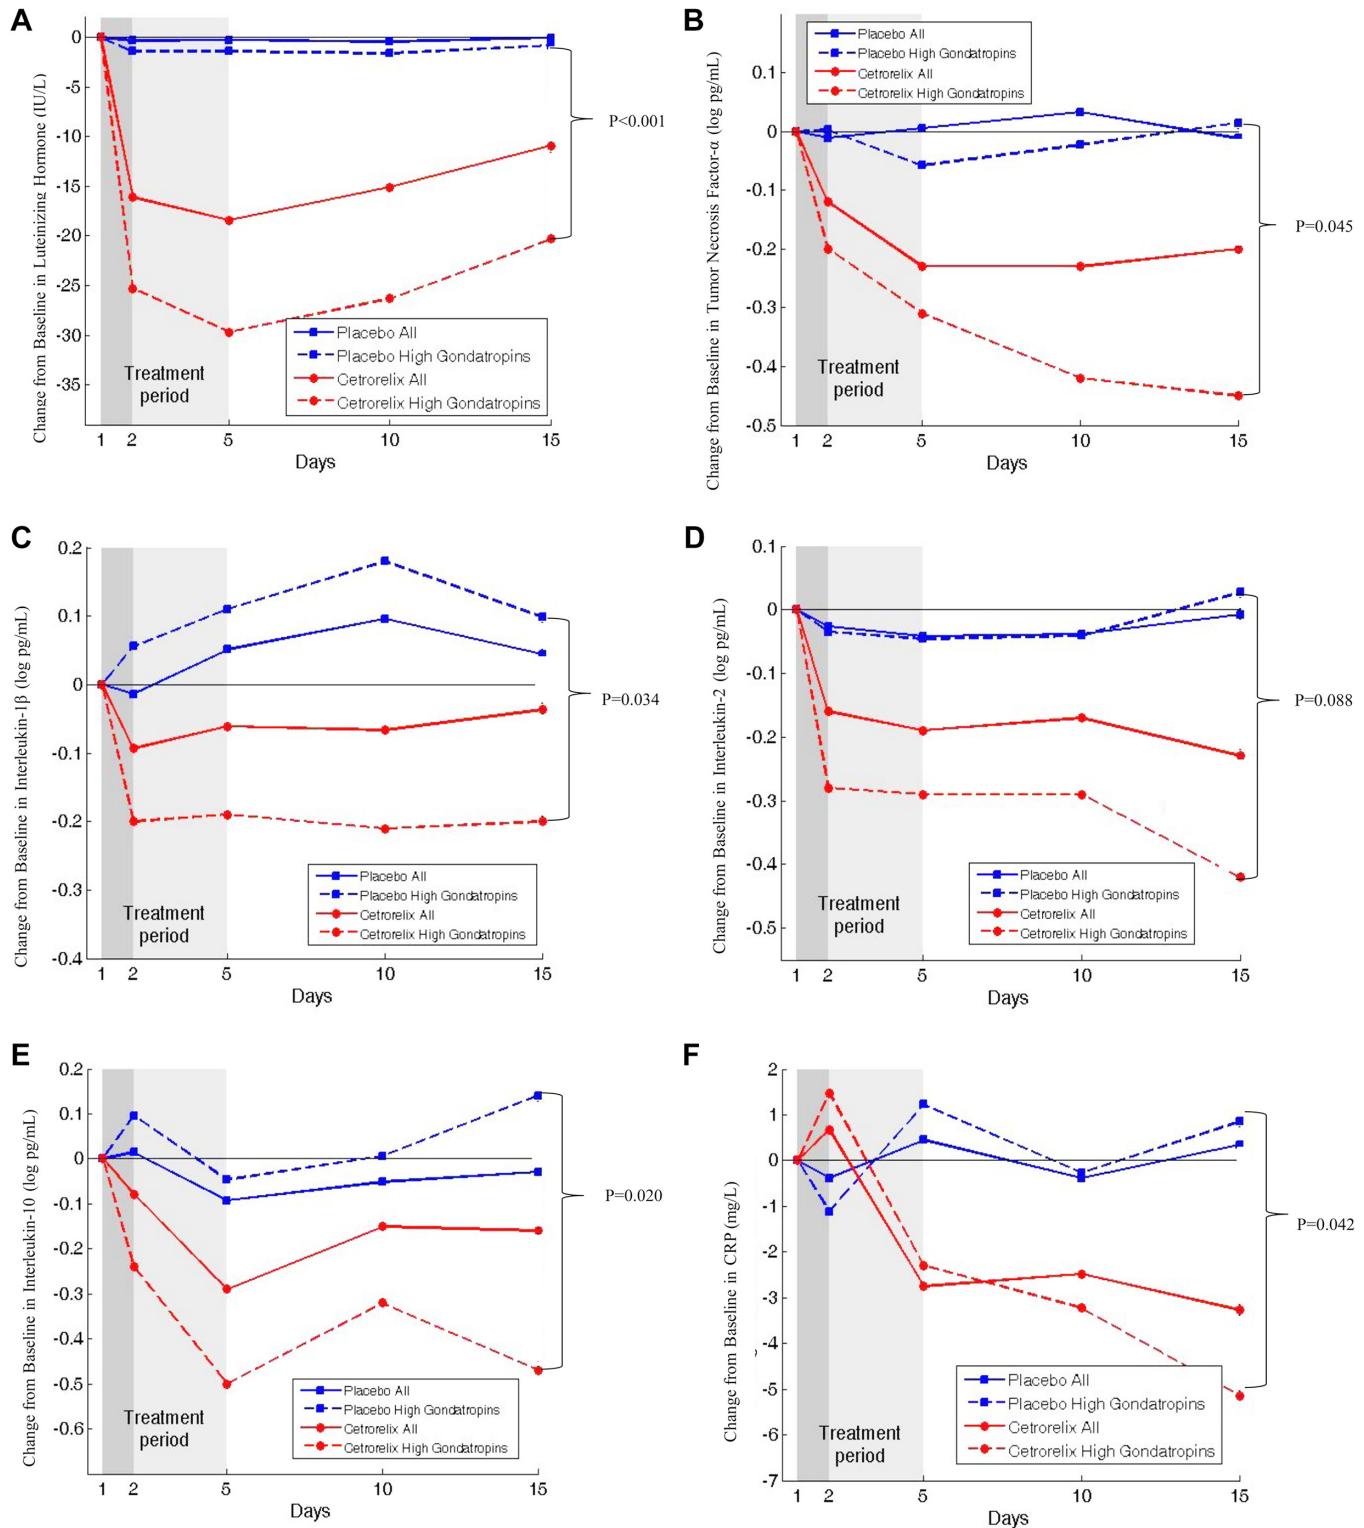 A
Change from Baseline in Luteinizing Hormone (IU/L)
0
-5
-10
-15
-20
-25
-30
-35
P<0.001
Placebo All
Placebo High Gondatropins
Cetrorelix All
Cetrorelix High Gondatropins
Treatment
period
1 2 5 10 15
Days
B
Change from Baseline in Tumor Necrosis Factor-α (log pg/mL)
Placebo All
Placebo High Gondatropins
Cetrorelix All
Cetrorelix High Gondatropins
0.1
0
-0.1
-0.2
-0.3
-0.4
-0.5
P=0.045
Treatment
period
1 2 5 10 15
Days
C
Change from Baseline in Interleukin-1β (log pg/mL)
0.2
0.1
0
-0.1
-0.2
-0.3
-0.4
P=0.034
Placebo All
Placebo High Gondatropins
Cetrorelix All
Cetrorelix High Gondatropins
Treatment
period
1 2 5 10 15
Days
D
Change from Baseline in Interleukin-2 (log pg/mL)
0.1
0
-0.1
-0.2
-0.3
-0.4
-0.5
P=0.088
Placebo All
Placebo High Gondatropins
Cetrorelix All
Cetrorelix High Gondatropins
Treatment
period
1 2 5 10 15
Days
E
Change from Baseline in Interleukin-10 (log pg/mL)
0.2
0.1
0
-0.1
-0.2
-0.3
-0.4
-0.5
-0.6
P=0.020
Placebo All
Placebo High Gondatropins
Cetrorelix All
Cetrorelix High Gondatropins
Treatment
period
1 2 5 10 15
Days
F
Change from Baseline in CRP (mg/L)
2
1
0
-1
-2
-3
-4
-5
-6
-7
P=0.042
Placebo All
Placebo High Gondatropins
Cetrorelix All
Cetrorelix High Gondatropins
Treatment
period
1 2 5 10 15
Days